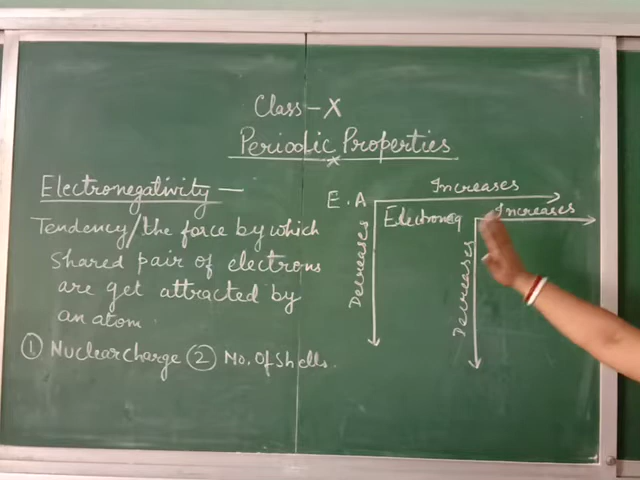 Class - X
Periodic Properties
Electronegativity —
Tendency/the force by which
shared pair of electrons
are get attracted by
an atom.
① Nuclear charge ② No. Of Shells.
E.A
Increases
Decreases
Electroneg
Increases
Decreases